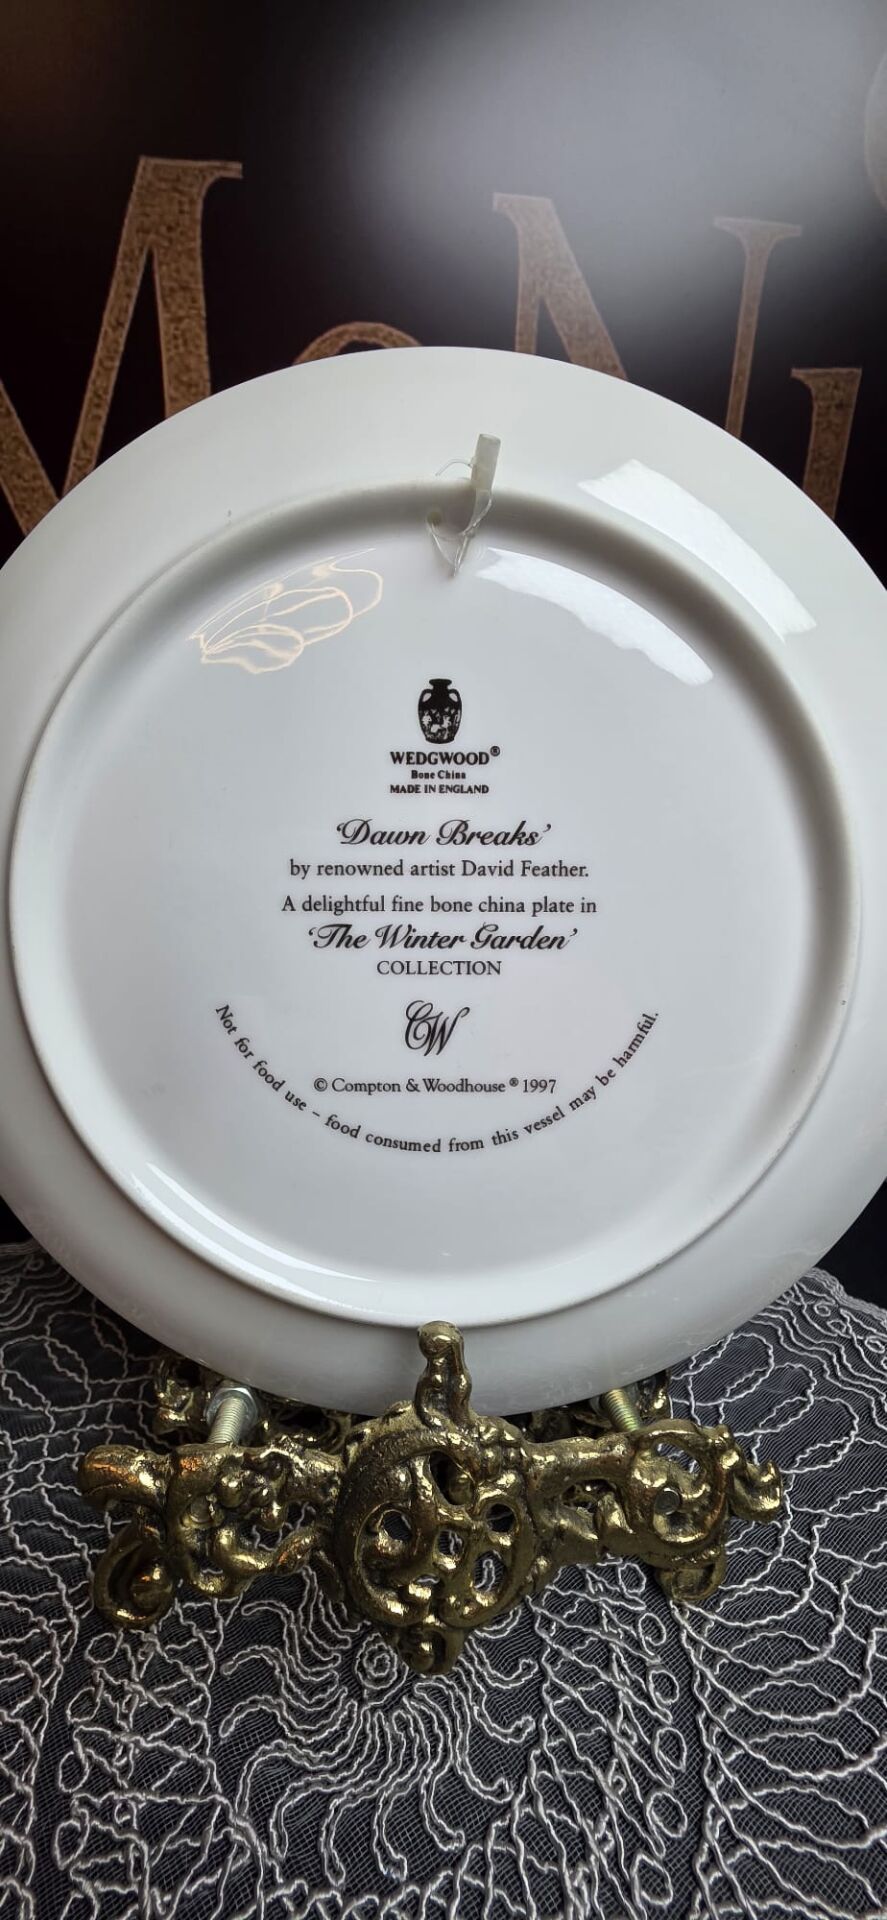 MoNi
WEDGWOOD®
Bone China
MADE IN ENGLAND
‘Dawn Breaks’
by renowned artist David Feather.
A delightful fine bone china plate in
‘The Winter Garden’
COLLECTION
CW
© Compton & Woodhouse ® 1997
Not for food use – food consumed from this vessel may be harmful.